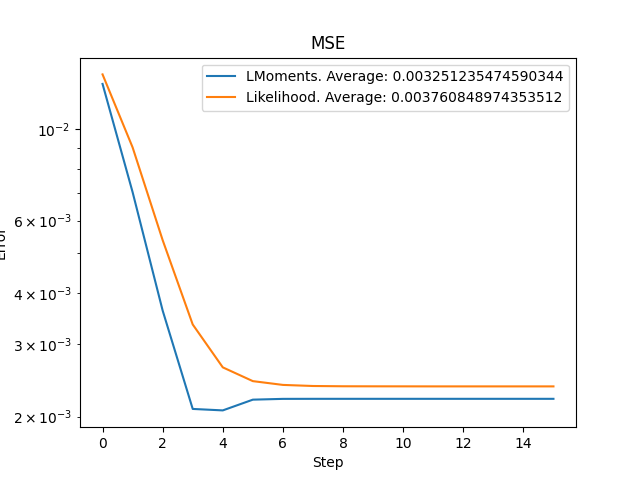 MSE
LMoments. Average: 0.003251235474590344
Likelihood. Average: 0.003760848974353512
10⁻²
6 × 10⁻³
4 × 10⁻³
3 × 10⁻³
2 × 10⁻³
Error
0 2 4 6 8 10 12 14
Step